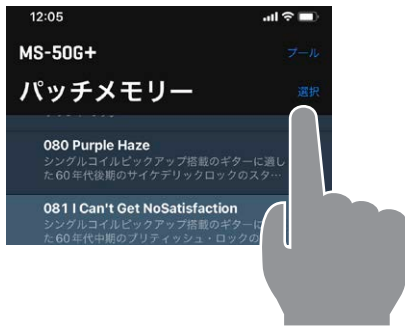 12:05
MS-50G+
プール
パッチメモリー
選択
080 Purple Haze
シングルコイルピックアップ搭載のギターに適し
た60年代後期のサイケデリックロックのスタ…
081 I Can't Get NoSatisfaction
シングルコイルピックアップ搭載のギターに
た60年代中期のブリティッシュ・ロックの